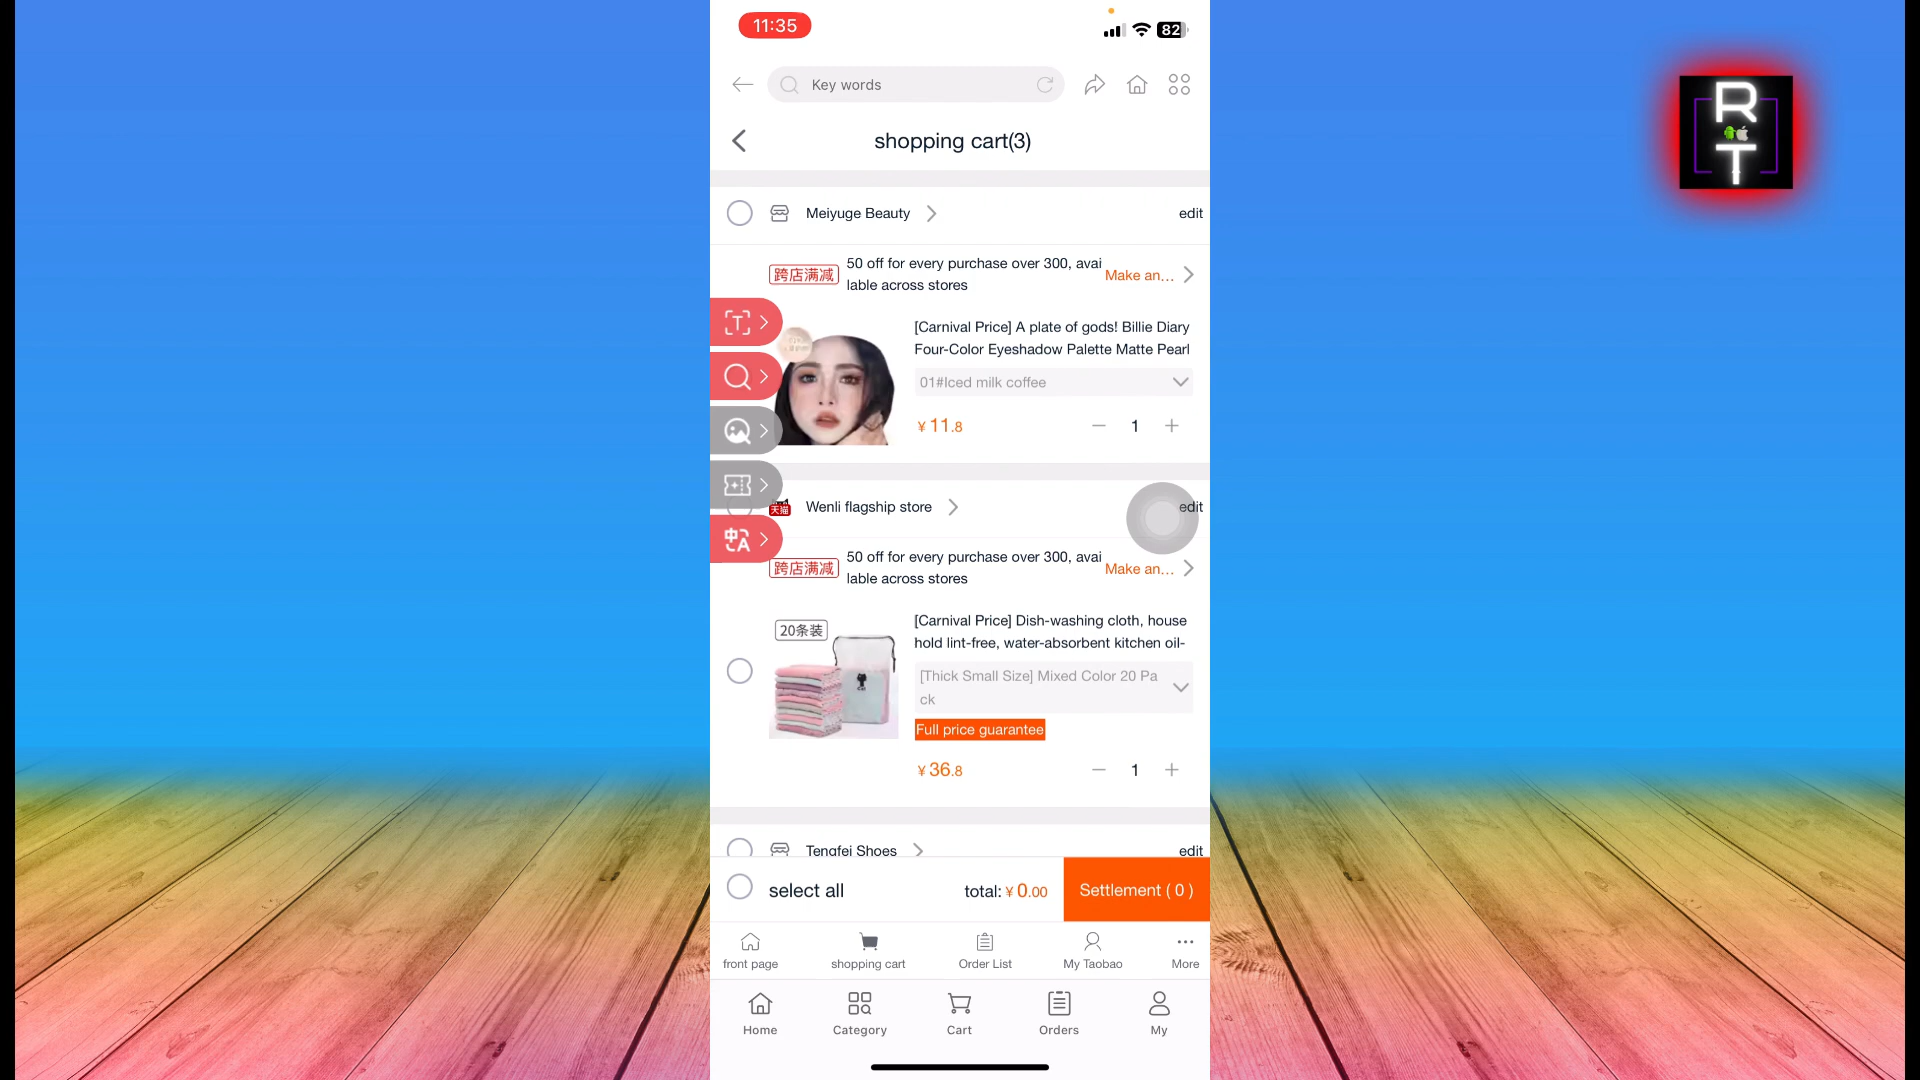 11:35
82
Key words
R
T
shopping cart(3)
Meiyuge Beauty
edit
跨店满减
50 off for every purchase over 300, avai
lable across stores
Make an...
[Carnival Price] A plate of gods! Billie Diary
Four-Color Eyeshadow Palette Matte Pearl
01#Iced milk coffee
¥ 11.8
1
天猫
Wenli flagship store
edit
中A
跨店满减
50 off for every purchase over 300, avai
lable across stores
Make an...
20条装
[Carnival Price] Dish-washing cloth, house
hold lint-free, water-absorbent kitchen oil-
[Thick Small Size] Mixed Color 20 Pa
ck
Full price guarantee
¥ 36.8
1
Tengfei Shoes
edit
select all
total: ¥ 0.00
Settlement ( 0 )
front page
shopping cart
Order List
My Taobao
More
Home
Category
Cart
Orders
My